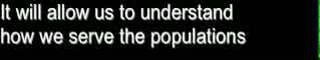 It will allow us to understand
how we serve the populations